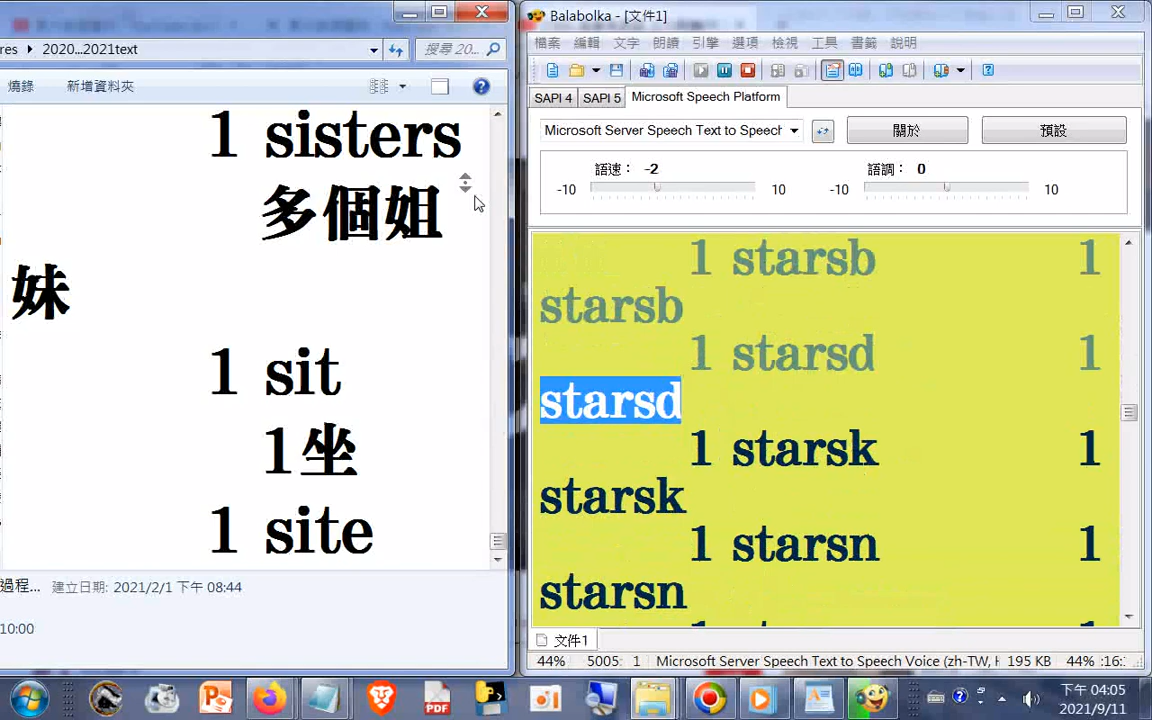 res ▸ 2020...2021text
搜尋 20...
燒錄 新增資料夾
1 sisters
多個姐
妹
1 sit
1坐
1 site
過程... 建立日期: 2021/2/1 下午 08:44
10:00
Balabolka - [文件1]
檔案 編輯 文字 朗讀 引擎 選項 檢視 工具 書籤 說明
SAPI 4 SAPI 5 Microsoft Speech Platform
Microsoft Server Speech Text to Speech 關於 預設
語速： -2 語調： 0
-10 10 -10 10
1 starsb 1
starsb
1 starsd 1
starsd
1 starsk 1
starsk
1 starsn 1
starsn
文件1
44% 5005: 1 Microsoft Server Speech Text to Speech Voice (zh-TW, 195 KB 44% :16:
PDF
下午 04:05
2021/9/11